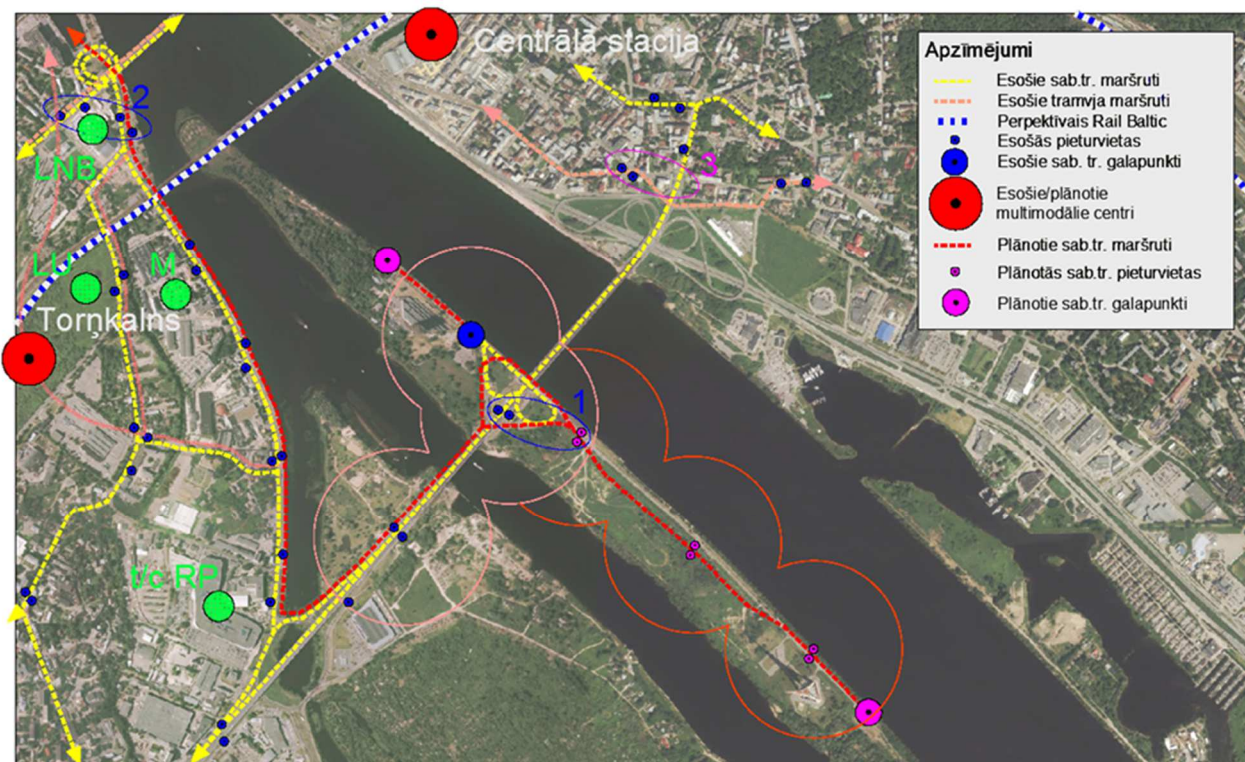 Centrālā stacija
2
LNB
3
LU
M
Torņkalns
1
t/c RP
Apzīmējumi
Esošie sab.tr. maršruti
Esošie tramvja maršruti
Perpektīvais Rail Baltic
Esošās pieturvietas
Esošie sab. tr. galapunkti
Esošie/plānotie
multimodālie centri
Plānotie sab.tr. maršruti
Plānotās sab.tr. pieturvietas
Plānotie sab.tr. galapunkti